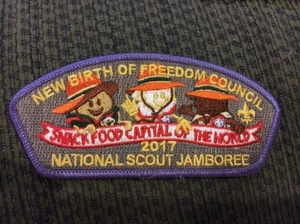 NEW BIRTH OF FREEDOM COUNCIL
SNACK FOOD CAPITAL OF THE WORLD
2017
NATIONAL SCOUT JAMBOREE